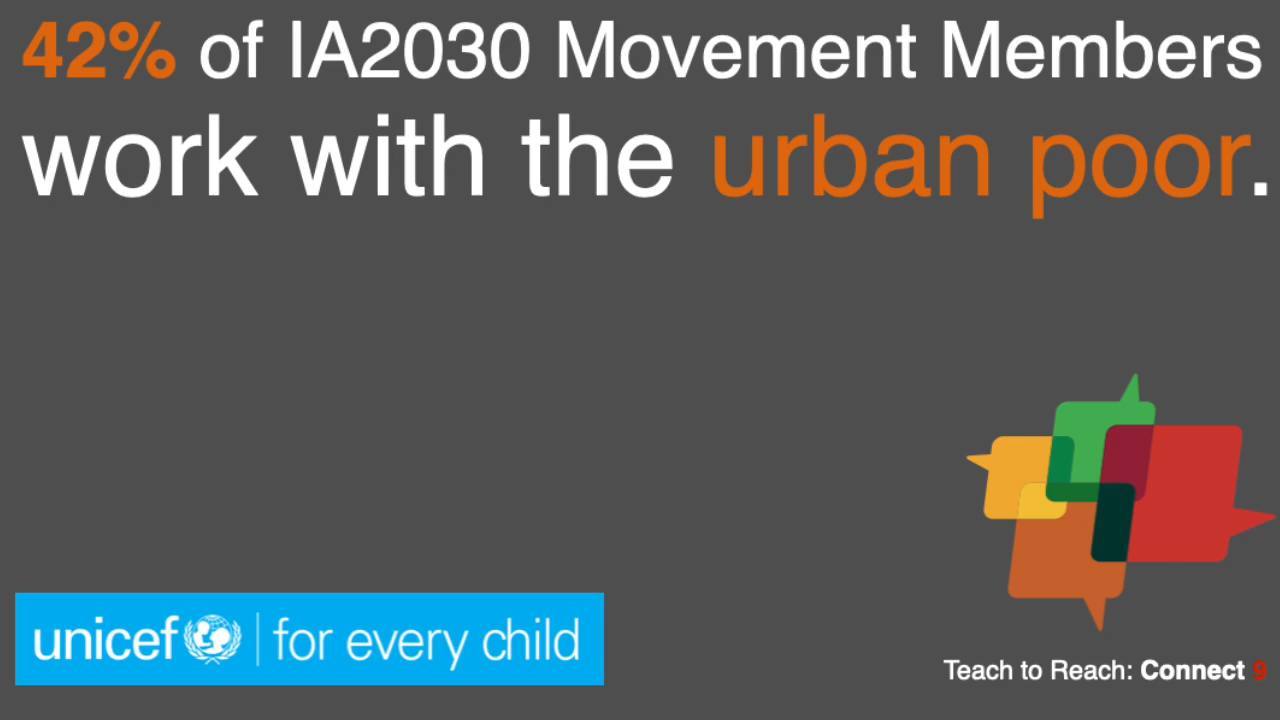 42% of IA2030 Movement Members
work with the urban poor.
unicef for every child
Teach to Reach: Connect 9